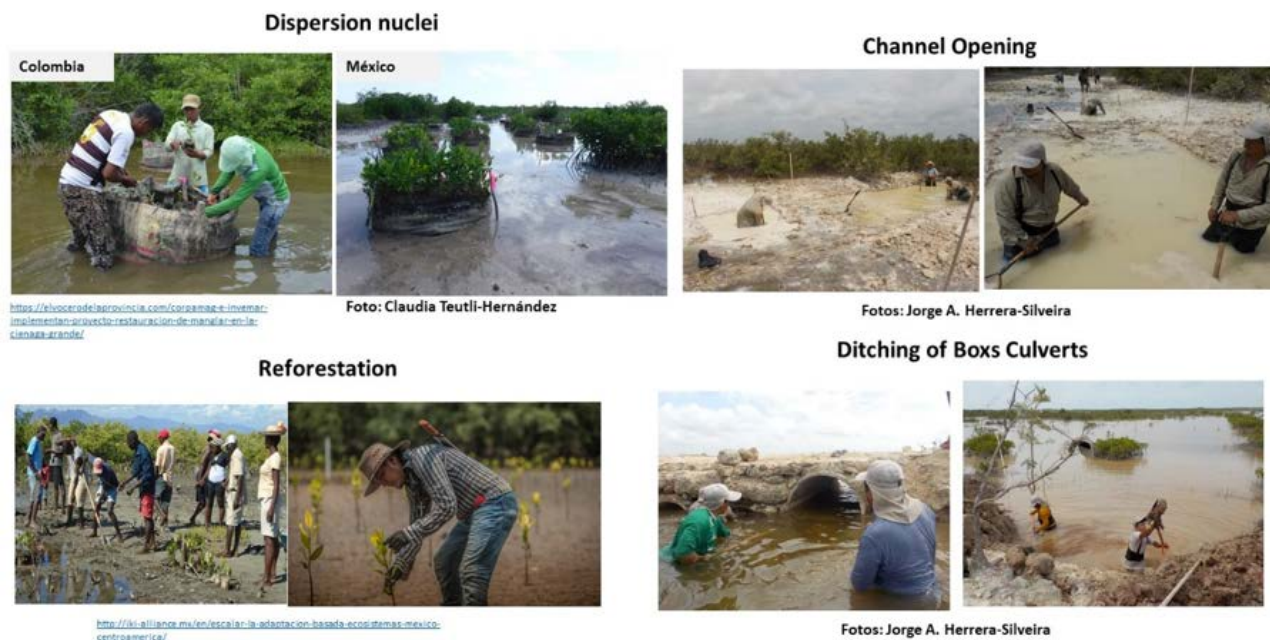 Dispersion nuclei
Colombia
México
https://elvocerodelaprovincia.com/corpamag-e-invemar-
implementan-proyecto-restauracion-de-manglar-en-la-
cienaga-grande/
Foto: Claudia Teutli-Hernández
Channel Opening
Fotos: Jorge A. Herrera-Silveira
Reforestation
http://iki-alliance.mx/en/escalar-la-adaptacion-basada-ecosistemas-mexico-
centroamerica/
Ditching of Boxs Culverts
Fotos: Jorge A. Herrera-Silveira